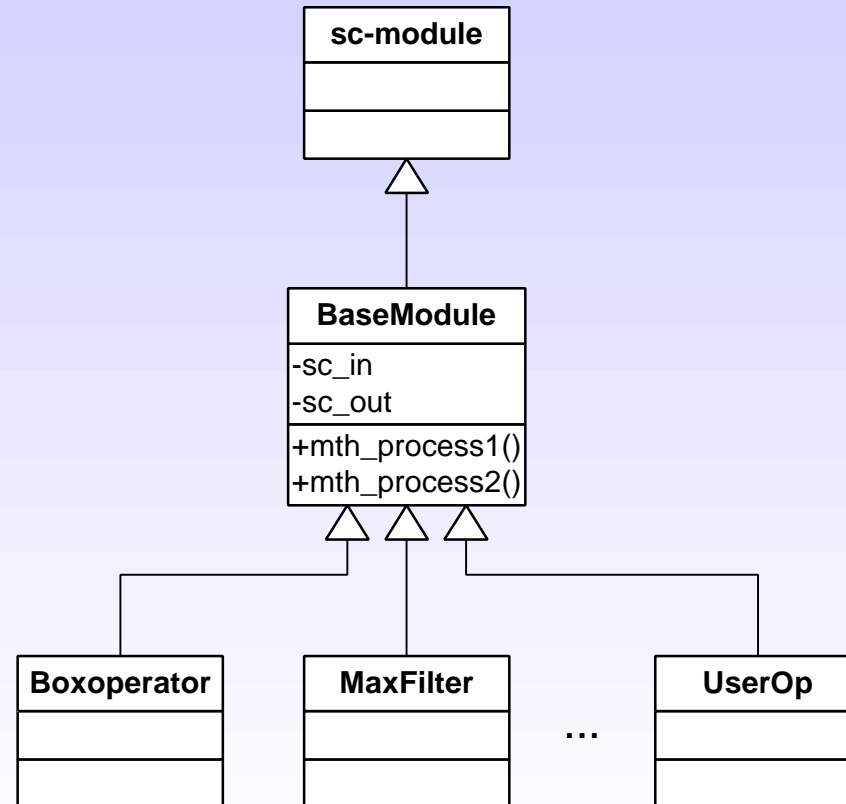 sc-module
BaseModule
-sc_in
-sc_out
+mth_process1()
+mth_process2()
Boxoperator
MaxFilter
...
UserOp